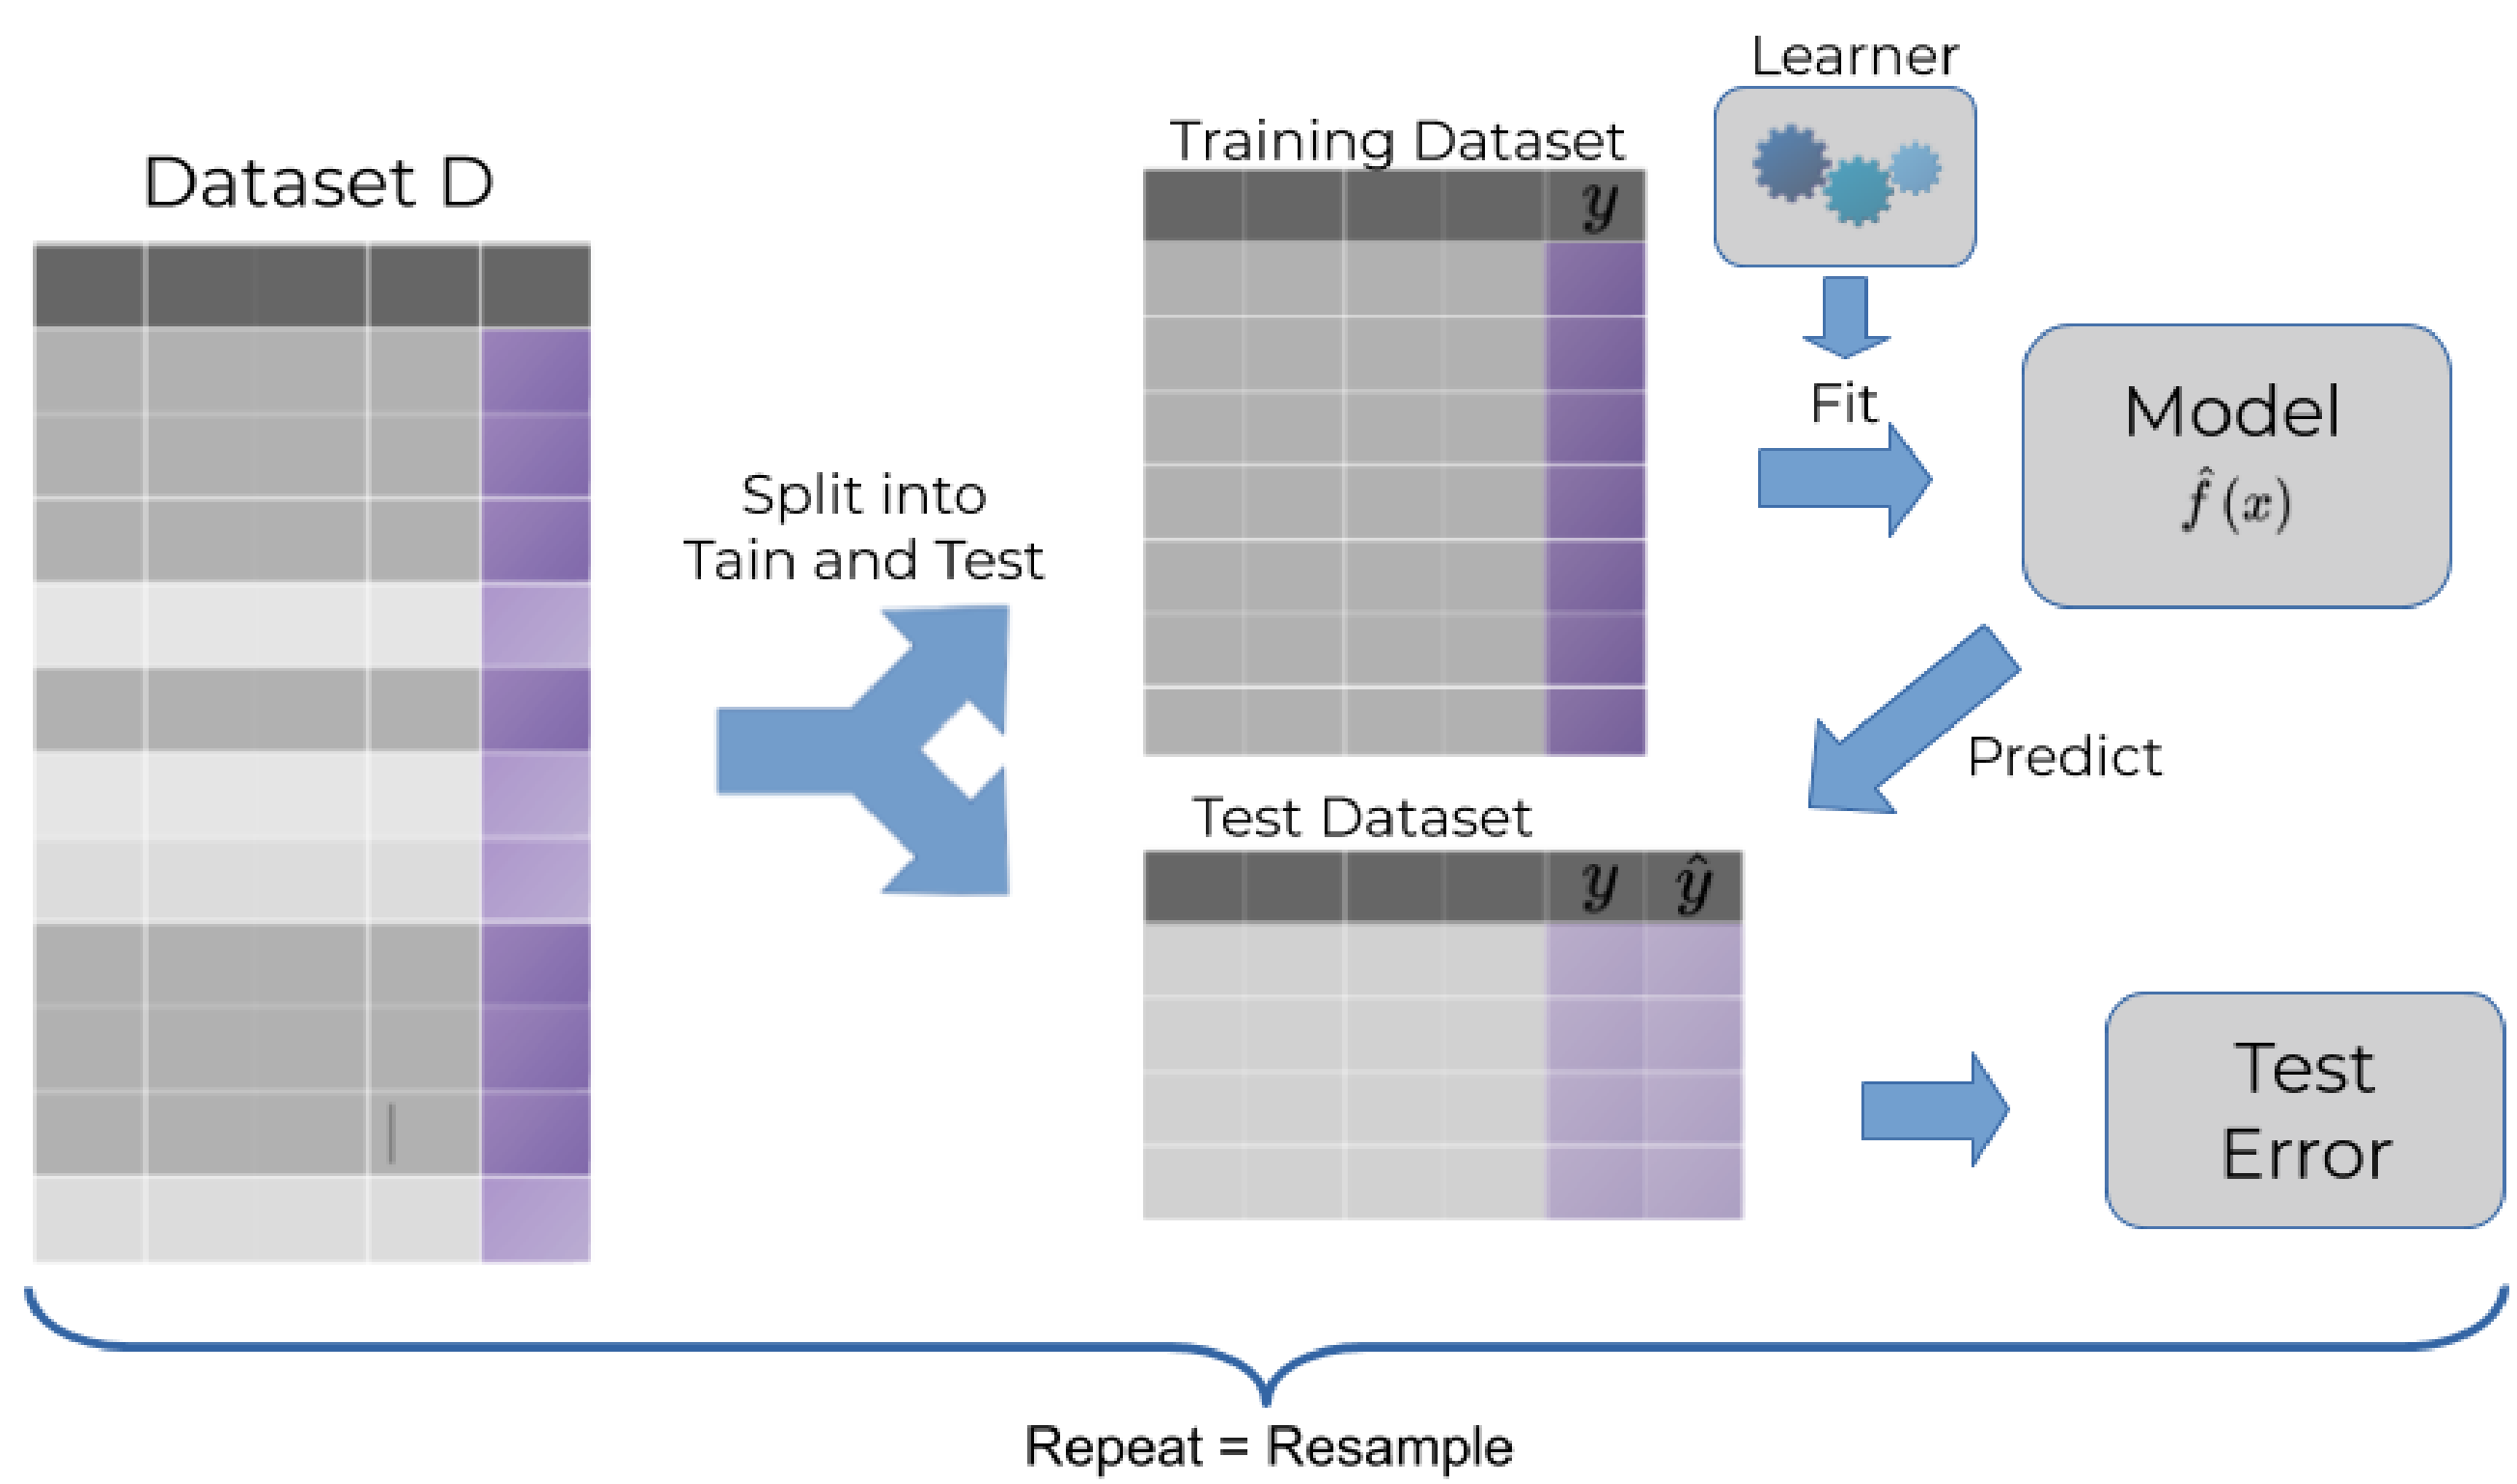 Dataset D
Split into
Tain and Test
Training Dataset
y
Learner
Fit
Model
f̂ (x)
Predict
Test Dataset
y ŷ
Test
Error
Repeat = Resample